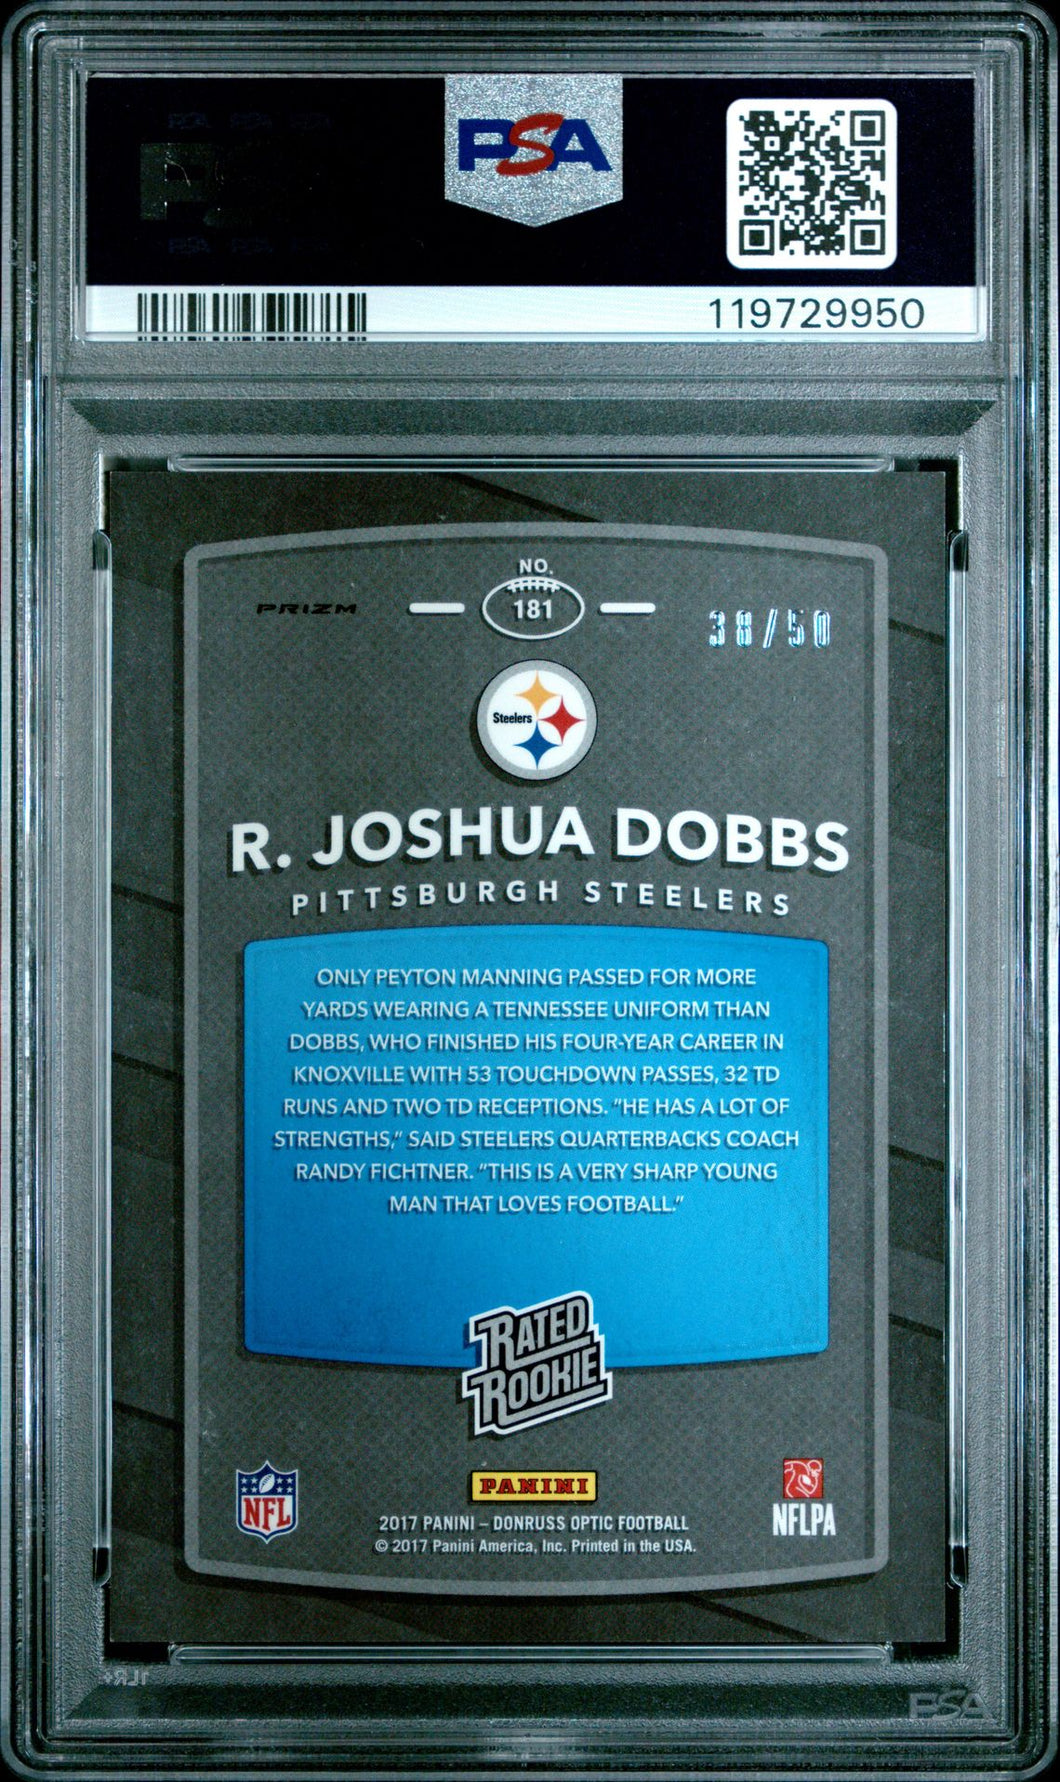 PSA
119729950
NO.
PRIZM
181
38/50
Steelers
R. JOSHUA DOBBS
PITTSBURGH STEELERS
ONLY PEYTON MANNING PASSED FOR MORE
YARDS WEARING A TENNESSEE UNIFORM THAN
DOBBS, WHO FINISHED HIS FOUR-YEAR CAREER IN
KNOXVILLE WITH 53 TOUCHDOWN PASSES, 32 TD
RUNS AND TWO TD RECEPTIONS. "HE HAS A LOT OF
STRENGTHS," SAID STEELERS QUARTERBACKS COACH
RANDY FICHTNER. "THIS IS A VERY SHARP YOUNG
MAN THAT LOVES FOOTBALL."
RATED
ROOKIE
NFL
PANINI
NFLPA
2017 PANINI – DONRUSS OPTIC FOOTBALL
© 2017 Panini America, Inc. Printed in the USA.
PSA